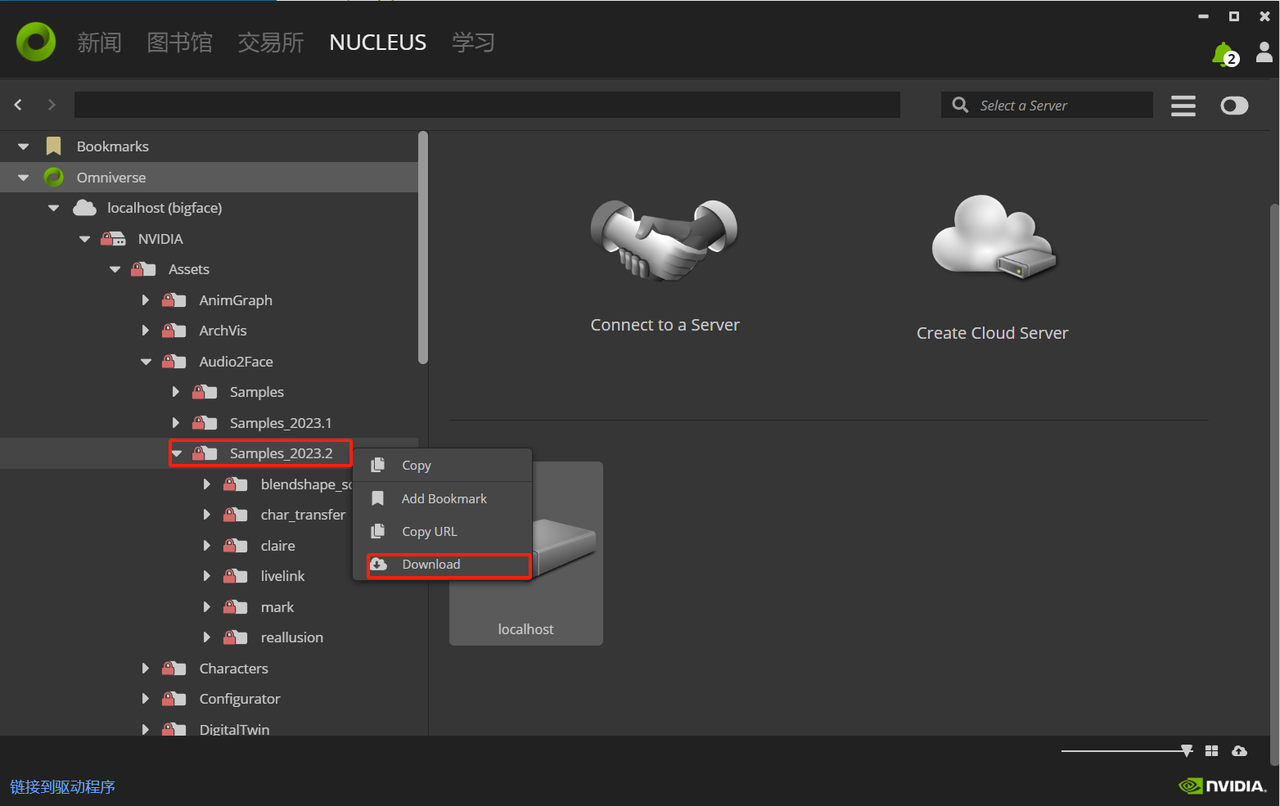 新闻 图书馆 交易所 NUCLEUS 学习
2
Select a Server
Bookmarks
Omniverse
localhost (bigface)
NVIDIA
Assets
AnimGraph
ArchVis
Audio2Face
Samples
Samples_2023.1
Samples_2023.2
blendshape_so
char_transfer
claire
livelink
mark
reallusion
Characters
Configurator
DigitalTwin
Copy
Add Bookmark
Copy URL
Download
Connect to a Server
Create Cloud Server
localhost
链接到驱动程序
NVIDIA.